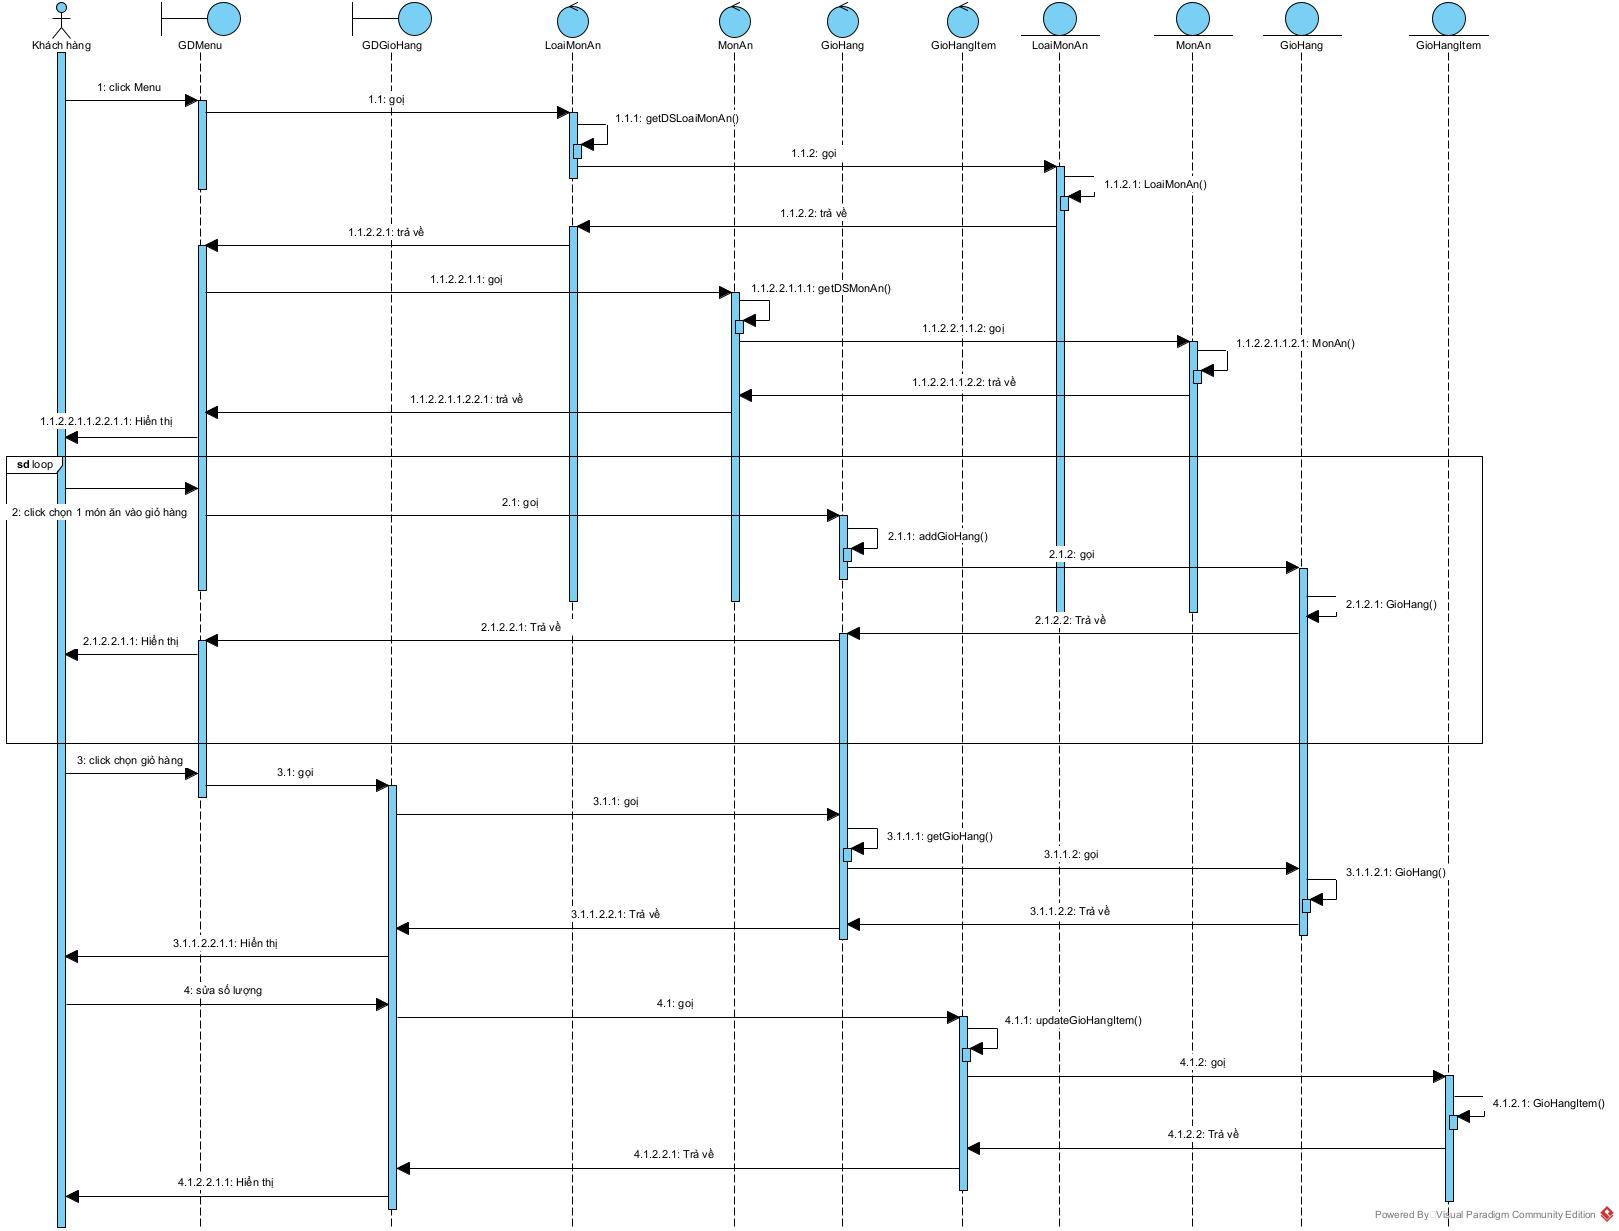 Khách hàng
GDMenu
GDGioHang
LoaiMonAn
MonAn
GioHang
GioHangItem
LoaiMonAn
MonAn
GioHang
GioHangItem
1: click Menu
1.1: gọi
1.1.1: getDSLoaiMonAn()
1.1.2: gọi
1.1.2.1: LoaiMonAn()
1.1.2.2: trả về
1.1.2.2.1: trả về
1.1.2.2.1.1: gọi
1.1.2.2.1.1.1: getDSMonAn()
1.1.2.2.1.1.2: gọi
1.1.2.2.1.1.2.1: MonAn()
1.1.2.2.1.1.2.2: trả về
1.1.2.2.1.1.2.2.1: trả về
1.1.2.2.1.1.2.2.1.1: Hiển thị
sd loop
2: click chọn 1 món ăn vào giỏ hàng
2.1: gọi
2.1.1: addGioHang()
2.1.2: gọi
2.1.2.1: GioHang()
2.1.2.2: Trả về
2.1.2.2.1: Trả về
2.1.2.2.1.1: Hiển thị
3: click chọn giỏ hàng
3.1: gọi
3.1.1: gọi
3.1.1.1: getGioHang()
3.1.1.2: gọi
3.1.1.2.1: GioHang()
3.1.1.2.2: Trả về
3.1.1.2.2.1: Trả về
3.1.1.2.2.1.1: Hiển thị
4: sửa số lượng
4.1: gọi
4.1.1: updateGioHangItem()
4.1.2: gọi
4.1.2.1: GioHangItem()
4.1.2.2: Trả về
4.1.2.2.1: Trả về
4.1.2.2.1.1: Hiển thị
Powered By Visual Paradigm Community Edition